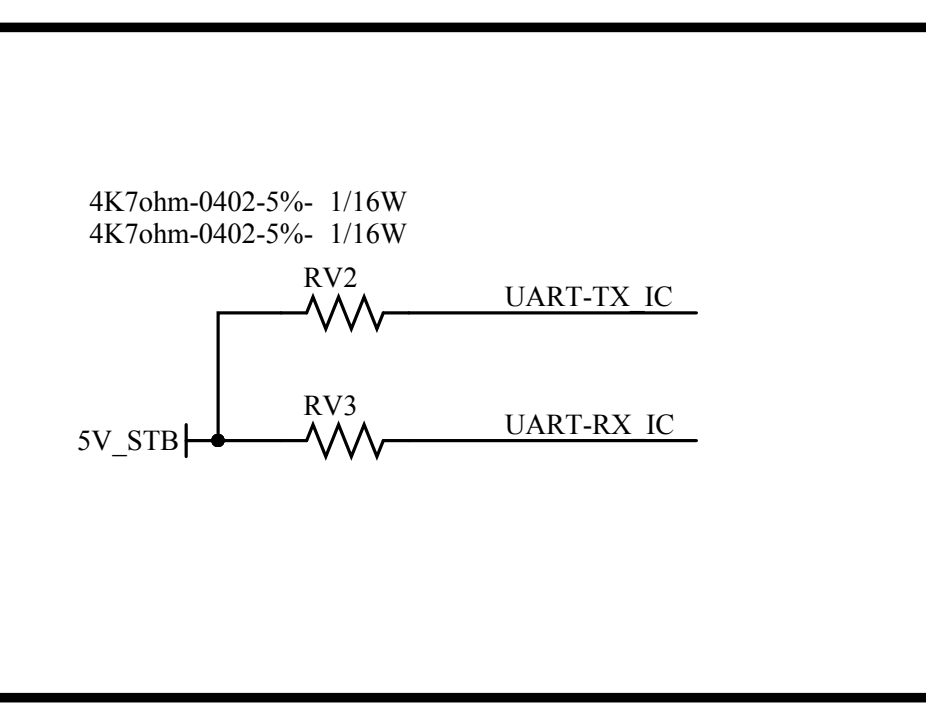 4K7ohm-0402-5%- 1/16W
4K7ohm-0402-5%- 1/16W
RV2
UART-TX_IC
RV3
UART-RX_IC
5V_STB